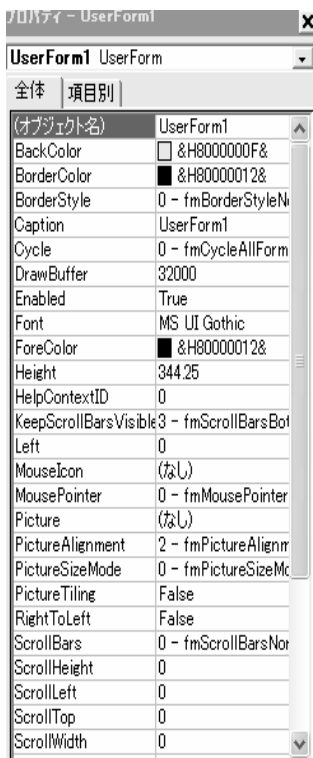 プロパティ - UserForm1
UserForm1 UserForm
全体 項目別
(オブジェクト名) UserForm1
BackColor &H8000000F&
BorderColor &H80000012&
BorderStyle 0 - fmBorderStyleN
Caption UserForm1
Cycle 0 - fmCycleAllForm
DrawBuffer 32000
Enabled True
Font MS UI Gothic
ForeColor &H80000012&
Height 344.25
HelpContextID 0
KeepScrollBarsVisible 3 - fmScrollBarsBot
Left 0
MouseIcon (なし)
MousePointer 0 - fmMousePointer
Picture (なし)
PictureAlignment 2 - fmPictureAlignm
PictureSizeMode 0 - fmPictureSizeMo
PictureTiling False
RightToLeft False
ScrollBars 0 - fmScrollBarsNor
ScrollHeight 0
ScrollLeft 0
ScrollTop 0
ScrollWidth 0